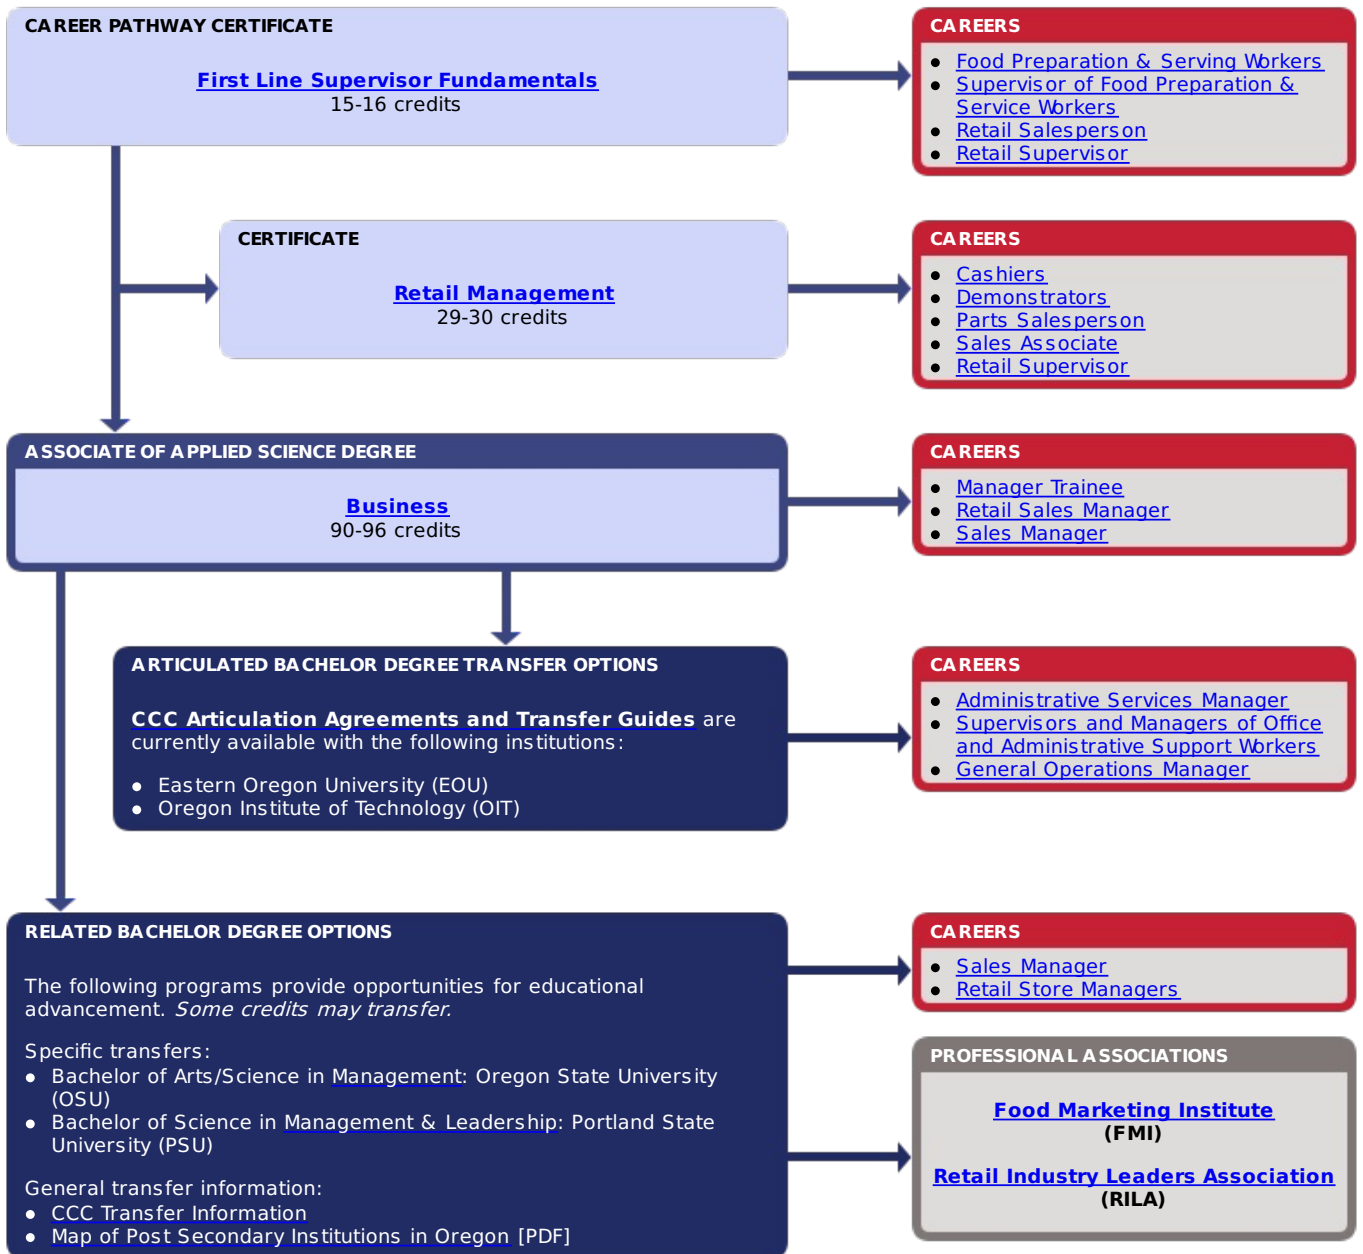 CAREER PATHWAY CERTIFICATE
First Line Supervisor Fundamentals
15-16 credits
CAREERS
● Food Preparation & Serving Workers
● Supervisor of Food Preparation &
Service Workers
● Retail Salesperson
● Retail Supervisor
CERTIFICATE
Retail Management
29-30 credits
CAREERS
● Cashiers
● Demonstrators
● Parts Salesperson
● Sales Associate
● Retail Supervisor
ASSOCIATE OF APPLIED SCIENCE DEGREE
Business
90-96 credits
CAREERS
● Manager Trainee
● Retail Sales Manager
● Sales Manager
ARTICULATED BACHELOR DEGREE TRANSFER OPTIONS
CCC Articulation Agreements and Transfer Guides are
currently available with the following institutions:
● Eastern Oregon University (EOU)
● Oregon Institute of Technology (OIT)
CAREERS
● Administrative Services Manager
● Supervisors and Managers of Office
and Administrative Support Workers
● General Operations Manager
RELATED BACHELOR DEGREE OPTIONS
The following programs provide opportunities for educational
advancement. Some credits may transfer.
Specific transfers:
● Bachelor of Arts/Science in Management: Oregon State University
(OSU)
● Bachelor of Science in Management & Leadership: Portland State
University (PSU)
General transfer information:
● CCC Transfer Information
● Map of Post Secondary Institutions in Oregon [PDF]
CAREERS
● Sales Manager
● Retail Store Managers
PROFESSIONAL ASSOCIATIONS
Food Marketing Institute
(FMI)
Retail Industry Leaders Association
(RILA)